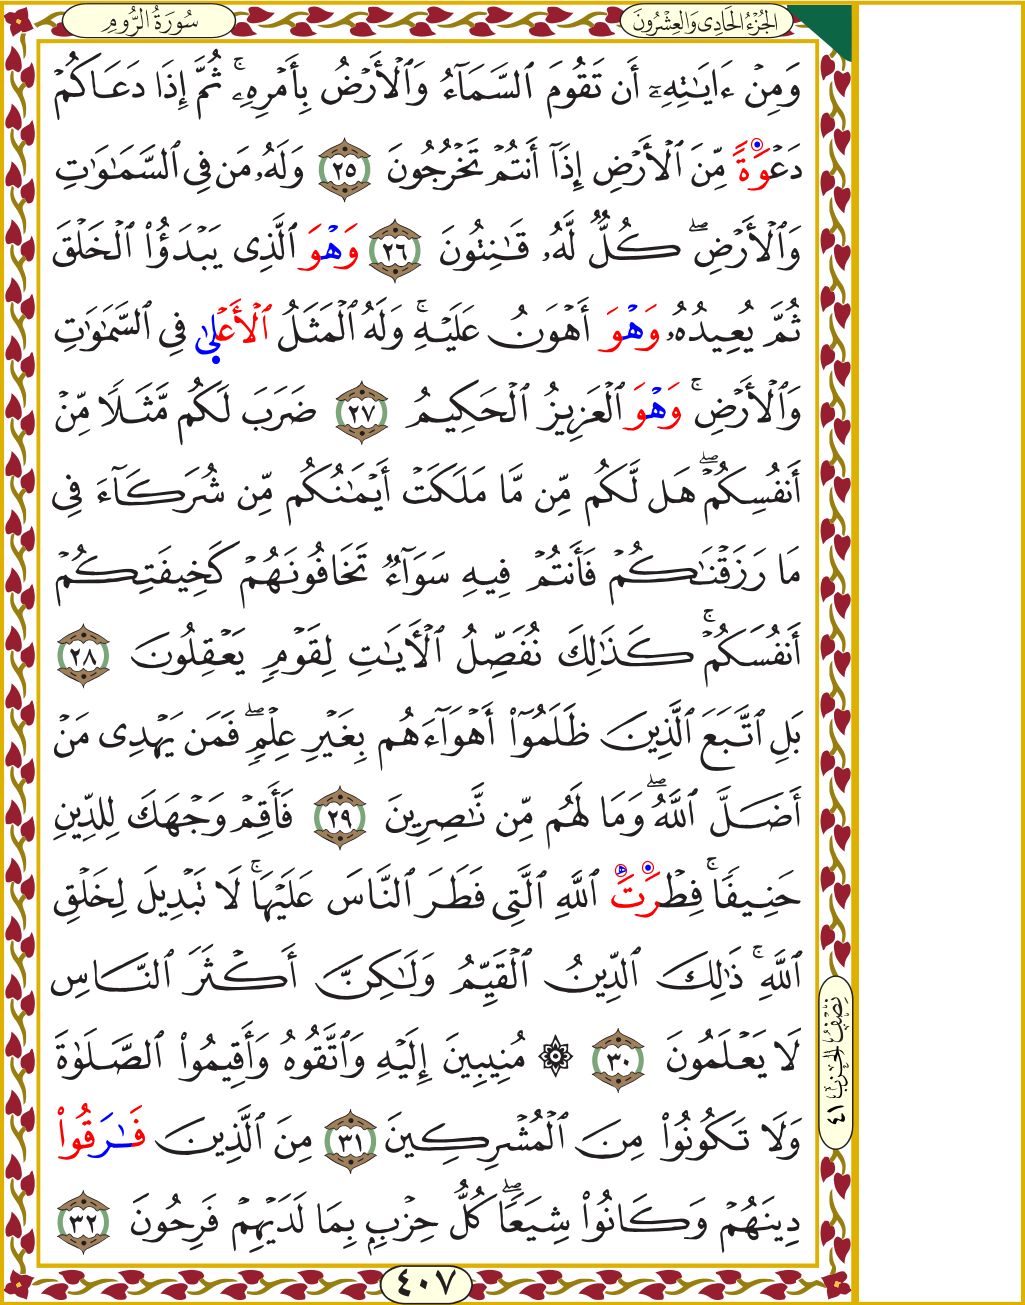 سُورَةُ الرُّومِ
الجُزْءُ الحَادِي وَالعِشْرُونَ
وَمِنۡ ءَايَٰتِهِۦٓ أَن تَقُومَ ٱلسَّمَآءُ وَٱلۡأَرۡضُ بِأَمۡرِهِۦۚ ثُمَّ إِذَا دَعَاكُمۡ
دَعۡوَةٗ مِّنَ ٱلۡأَرۡضِ إِذَآ أَنتُمۡ تَخۡرُجُونَ ٢٥ وَلَهُۥ مَن فِي ٱلسَّمَٰوَٰتِ
وَٱلۡأَرۡضِۖ كُلّٞ لَّهُۥ قَٰنِتُونَ ٢٦ وَهۡوَ ٱلَّذِي يَبۡدَؤُاْ ٱلۡخَلۡقَ
ثُمَّ يُعِيدُهُۥ وَهۡوَ أَهۡوَنُ عَلَيۡهِۚ وَلَهُ ٱلۡمَثَلُ ٱلۡأَعۡلَىٰ فِي ٱلسَّمَٰوَٰتِ
وَٱلۡأَرۡضِۚ وَهۡوَ ٱلۡعَزِيزُ ٱلۡحَكِيمُ ٢٧ ضَرَبَ لَكُم مَّثَلٗا مِّنۡ
أَنفُسِكُمۡۖ هَل لَّكُم مِّن مَّا مَلَكَتۡ أَيۡمَٰنُكُم مِّن شُرَكَآءَ فِي
مَا رَزَقۡنَٰكُمۡ فَأَنتُمۡ فِيهِ سَوَآءٞ تَخَافُونَهُمۡ كَخِيفَتِكُمۡ
أَنفُسَكُمۡۚ كَذَٰلِكَ نُفَصِّلُ ٱلۡأٓيَٰتِ لِقَوۡمٖ يَعۡقِلُونَ ٢٨
بَلِ ٱتَّبَعَ ٱلَّذِينَ ظَلَمُوٓاْ أَهۡوَآءَهُم بِغَيۡرِ عِلۡمٖۖ فَمَن يَهۡدِي مَنۡ
أَضَلَّ ٱللَّهُۖ وَمَا لَهُم مِّن نَّٰصِرِينَ ٢٩ فَأَقِمۡ وَجۡهَكَ لِلدِّينِ
حَنِيفٗاۚ فِطۡرَتَ ٱللَّهِ ٱلَّتِي فَطَرَ ٱلنَّاسَ عَلَيۡهَاۚ لَا تَبۡدِيلَ لِخَلۡقِ
ٱللَّهِۚ ذَٰلِكَ ٱلدِّينُ ٱلۡقَيِّمُ وَلَٰكِنَّ أَكۡثَرَ ٱلنَّاسِ
لَا يَعۡلَمُونَ ٣٠ ۞ مُنِيبِينَ إِلَيۡهِ وَٱتَّقُوهُ وَأَقِيمُواْ ٱلصَّلَوٰةَ
وَلَا تَكُونُواْ مِنَ ٱلۡمُشۡرِكِينَ ٣١ مِنَ ٱلَّذِينَ فَٰرَقُواْ
دِينَهُمۡ وَكَانُواْ شِيَعٗاۖ كُلُّ حِزۡبِۭ بِمَا لَدَيۡهِمۡ فَرِحُونَ ٣٢
نِصْفُ الحِزْبِ ٤١
٤٠٧